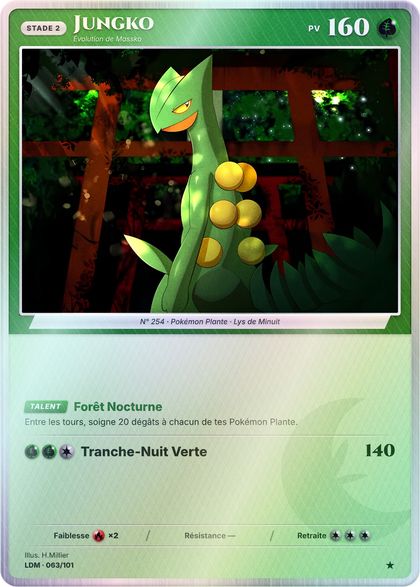 STADE 2
Jungko
Évolution de Massko
PV 160
N° 254 · Pokémon Plante · Lys de Minuit
TALENT Forêt Nocturne
Entre les tours, soigne 20 dégâts à chacun de tes Pokémon Plante.
Tranche-Nuit Verte 140
Faiblesse ×2 / Résistance — / Retraite
Illus. H.Millier
LDM · 063/101